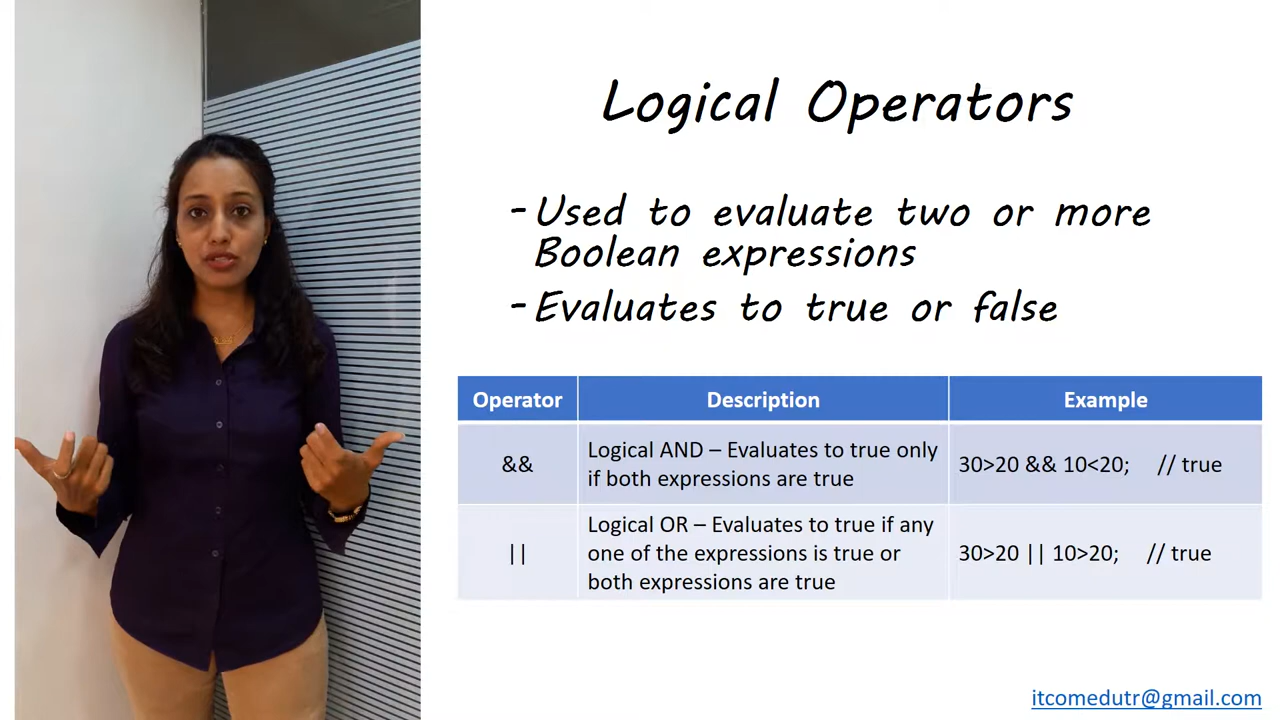 Logical Operators
- Used to evaluate two or more
Boolean expressions
- Evaluates to true or false
Operator Description Example
&& Logical AND – Evaluates to true only if both expressions are true 30>20 && 10<20; // true
|| Logical OR – Evaluates to true if any one of the expressions is true or both expressions are true 30>20 || 10>20; // true
itcomedutr@gmail.com